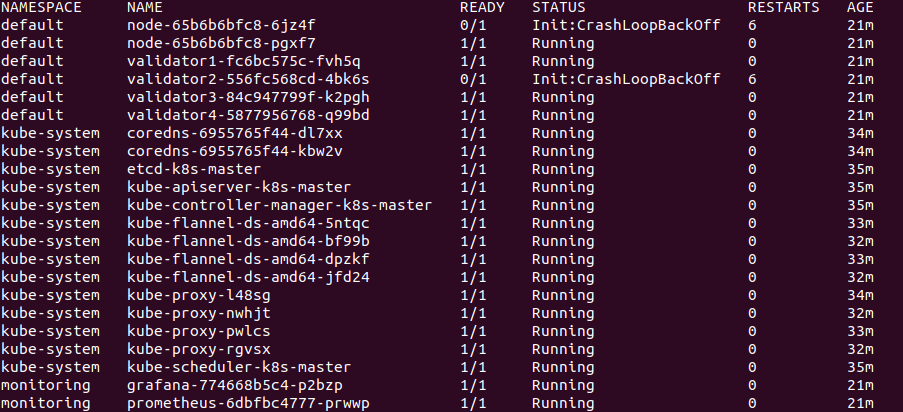 NAMESPACE NAME READY STATUS RESTARTS AGE
default node-65b6b6bfc8-6jz4f 0/1 Init:CrashLoopBackOff 6 21m
default node-65b6b6bfc8-pgxf7 1/1 Running 0 21m
default validator1-fc6bc575c-fvh5q 1/1 Running 0 21m
default validator2-556fc568cd-4bk6s 0/1 Init:CrashLoopBackOff 6 21m
default validator3-84c947799f-k2pgh 1/1 Running 0 21m
default validator4-5877956768-q99bd 1/1 Running 0 21m
kube-system coredns-6955765f44-dl7xx 1/1 Running 0 34m
kube-system coredns-6955765f44-kbw2v 1/1 Running 0 34m
kube-system etcd-k8s-master 1/1 Running 0 35m
kube-system kube-apiserver-k8s-master 1/1 Running 0 35m
kube-system kube-controller-manager-k8s-master 1/1 Running 0 35m
kube-system kube-flannel-ds-amd64-5ntqc 1/1 Running 0 33m
kube-system kube-flannel-ds-amd64-bf99b 1/1 Running 0 32m
kube-system kube-flannel-ds-amd64-dpzkf 1/1 Running 0 33m
kube-system kube-flannel-ds-amd64-jfd24 1/1 Running 0 32m
kube-system kube-proxy-l48sg 1/1 Running 0 34m
kube-system kube-proxy-nwhjt 1/1 Running 0 32m
kube-system kube-proxy-pwlcs 1/1 Running 0 33m
kube-system kube-proxy-rgvsx 1/1 Running 0 32m
kube-system kube-scheduler-k8s-master 1/1 Running 0 35m
monitoring grafana-774668b5c4-p2bzp 1/1 Running 0 21m
monitoring prometheus-6dbfbc4777-prwwp 1/1 Running 0 21m